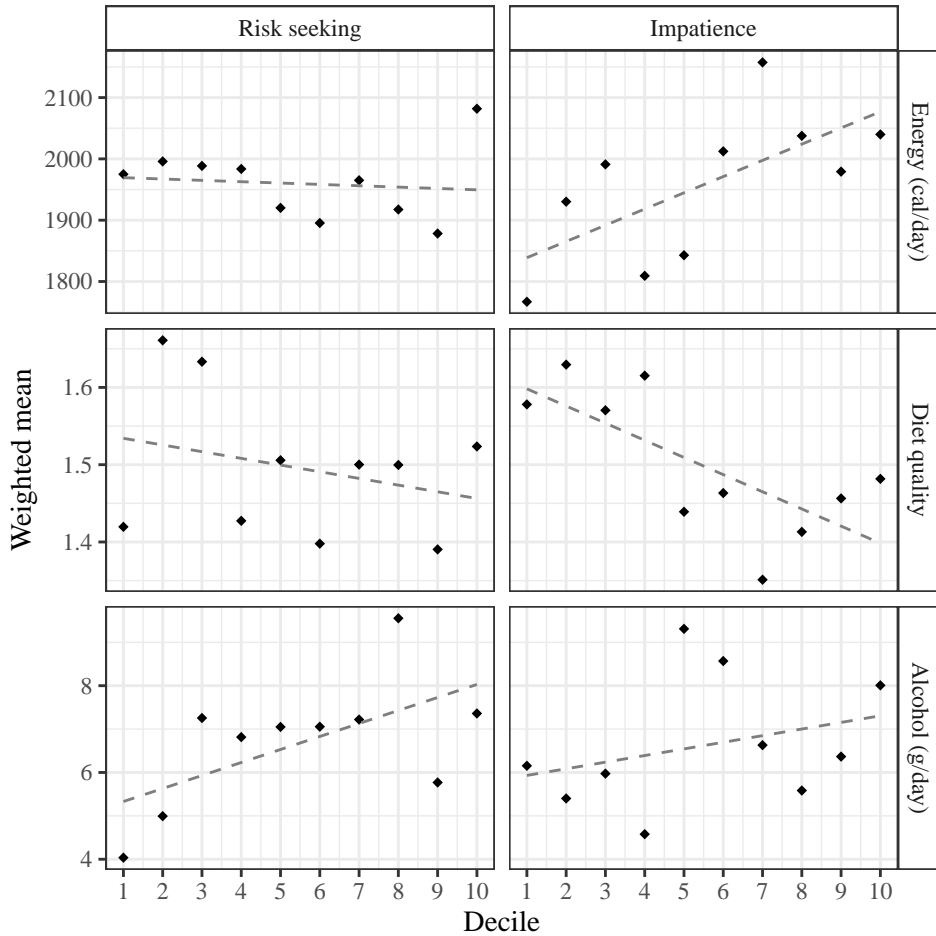 Risk seeking
Impatience
2100
2000
1900
1800
Energy (cal/day)
1.6
1.5
1.4
Diet quality
8
6
4
Alcohol (g/day)
1 2 3 4 5 6 7 8 9 10
1 2 3 4 5 6 7 8 9 10
Decile
Weighted mean